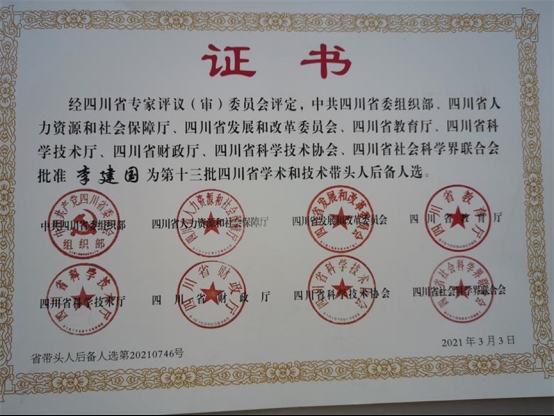 证书
经四川省专家评议（审）委员会评定，中共四川省委组织部、四川省人
力资源和社会保障厅、四川省发展和改革委员会、四川省教育厅、四川省科
学技术厅、四川省财政厅、四川省科学技术协会、四川省社会科学界联合会
批准 李建国 为第十三批四川省学术和技术带头人后备人选。
中共四川省委组织部 四川省人力资源和社会保障厅 四川省发展和改革委员会 四川省教育厅
四川省科学技术厅 四川省财政厅 四川省科学技术协会 四川省社会科学界联合会
省带头人后备人选第20210746号
2021年3月3日